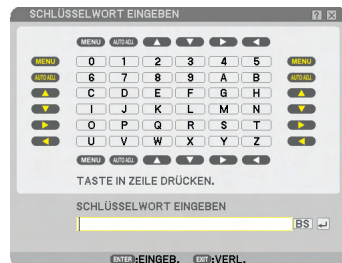 SCHLÜSSELWORT EINGEBEN
MENU AUTO ADJ.
MENU 0 1 2 3 4 5 MENU
AUTO ADJ. 6 7 8 9 A B AUTO ADJ.
C D E F G H
I J K L M N
O P Q R S T
U V W X Y Z
MENU AUTO ADJ.
TASTE IN ZEILE DRÜCKEN.
SCHLÜSSELWORT EINGEBEN
BS
ENTER :EINGEB. EXIT :VERL.